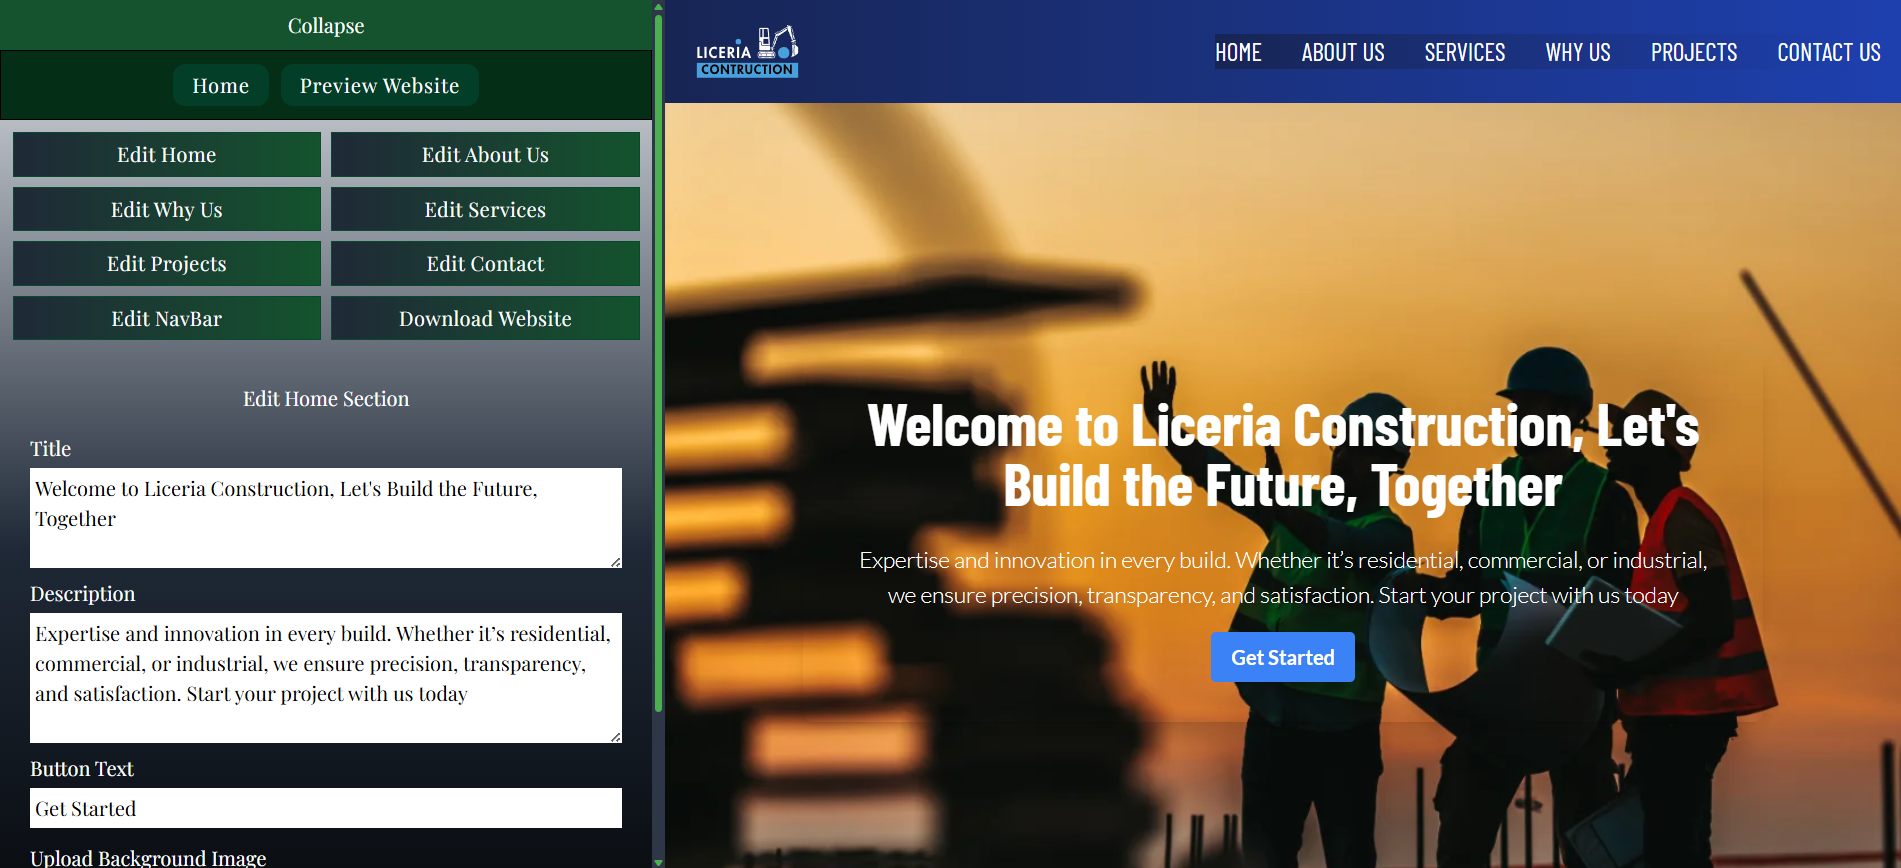 Collapse
Home
Preview Website
Edit Home
Edit About Us
Edit Why Us
Edit Services
Edit Projects
Edit Contact
Edit NavBar
Download Website
Edit Home Section
Title
Welcome to Liceria Construction, Let's Build the Future,
Together
Description
Expertise and innovation in every build. Whether it’s residential,
commercial, or industrial, we ensure precision, transparency,
and satisfaction. Start your project with us today
Button Text
Get Started
Upload Background Image
LICERIA
CONTRUCTION
HOME
ABOUT US
SERVICES
WHY US
PROJECTS
CONTACT US
Welcome to Liceria Construction, Let's
Build the Future, Together
Expertise and innovation in every build. Whether it’s residential, commercial, or industrial,
we ensure precision, transparency, and satisfaction. Start your project with us today
Get Started